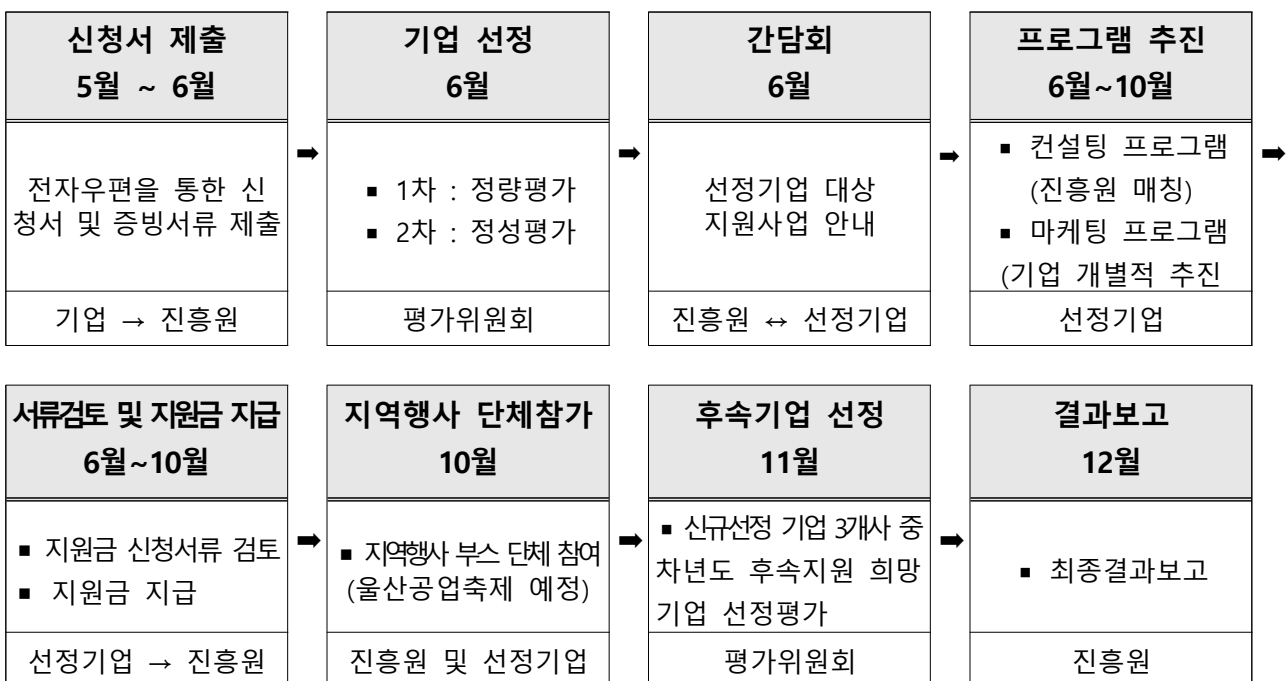 신청서 제출
5월 ~ 6월
전자우편을 통한 신
청서 및 증빙서류 제출
기업 → 진흥원
➡
기업 선정
6월
▪ 1차 : 정량평가
▪ 2차 : 정성평가
평가위원회
➡
간담회
6월
선정기업 대상
지원사업 안내
진흥원 ↔ 선정기업
➡
프로그램 추진
6월~10월
▪ 컨설팅 프로그램
(진흥원 매칭)
▪ 마케팅 프로그램
(기업 개별적 추진
선정기업
➡
서류검토 및 지원금 지급
6월~10월
▪ 지원금 신청서류 검토
▪ 지원금 지급
선정기업 → 진흥원
➡
지역행사 단체참가
10월
▪ 지역행사 부스 단체 참여
(울산공업축제 예정)
진흥원 및 선정기업
➡
후속기업 선정
11월
▪ 신규선정 기업 3개사 중
차년도 후속지원 희망
기업 선정평가
평가위원회
➡
결과보고
12월
▪ 최종결과보고
진흥원